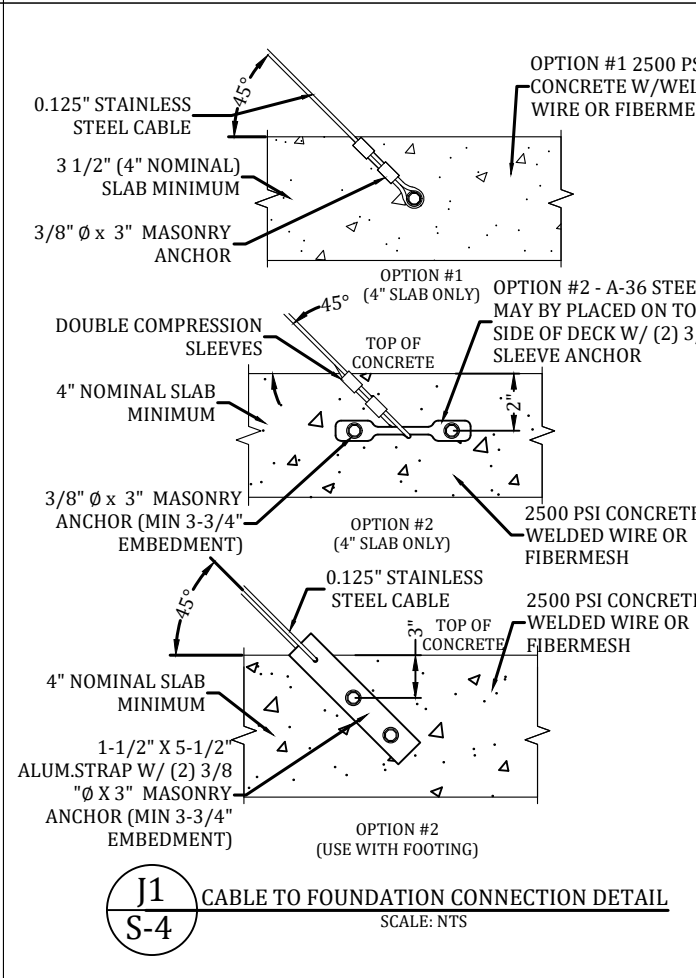 45°
0.125" STAINLESS
STEEL CABLE
3 1/2" (4" NOMINAL)
SLAB MINIMUM
3/8" Ø x 3" MASONRY
ANCHOR
OPTION #1 2500
CONCRETE
WIRE OR
OPTION #1
(4" SLAB ONLY)
45°
DOUBLE COMPRESSION
SLEEVES
TOP OF
CONCRETE
OPTION #2 - A-36
MAY BY PLACED ON
SIDE OF DECK W/ (2)
SLEEVE ANCHOR
4" NOMINAL SLAB
MINIMUM
2"
3/8" Ø x 3" MASONRY
ANCHOR (MIN 3-3/4"
EMBEDMENT)
OPTION #2
(4" SLAB ONLY)
2500 PSI CONCRETE
WELDED WIRE OR
FIBERMESH
45°
0.125" STAINLESS
STEEL CABLE
3"
TOP OF
CONCRETE
2500 PSI CONCRETE
WELDED WIRE OR
FIBERMESH
4" NOMINAL SLAB
MINIMUM
1-1/2" X 5-1/2"
ALUM.STRAP W/ (2) 3/8
"Ø X 3" MASONRY
ANCHOR (MIN 3-3/4"
EMBEDMENT)
OPTION #2
(USE WITH FOOTING)
J1
S-4
CABLE TO FOUNDATION CONNECTION DETAIL
SCALE: NTS